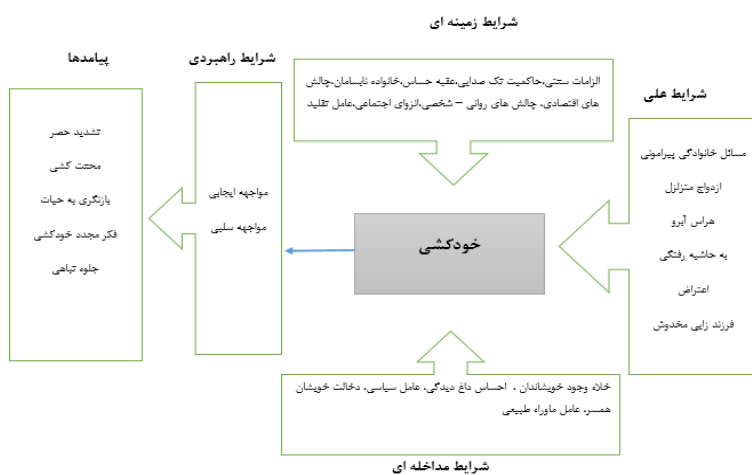 شرایط زمینه ای
الزامات سنتی،حاکمیت تک صدایی،عقبه حساس،خانواده نابسامان،چالش
های اقتصادی، چالش های روانی – شخصی،انزوای اجتماعی،عامل تقلید
شرایط علی
مسائل خانوادگی پیرامونی
ازدواج متزلزل
هراس آبرو
به حاشیه رفتگی
اعتراض
فرزند زایی مخدوش
خودکشی
شرایط راهبردی
مواجهه ایجابی
مواجهه سلبی
پیامدها
تشدید حصر
محنت کشی
بازنگری به حیات
فکر مجدد خودکشی
جلوه تباهی
خلاء وجود خویشاندان ، احساس داغ دیدگی، عامل سیاسی، دخالت خویشان
همسر، عامل ماوراء طبیعی
شرایط مداخله ای